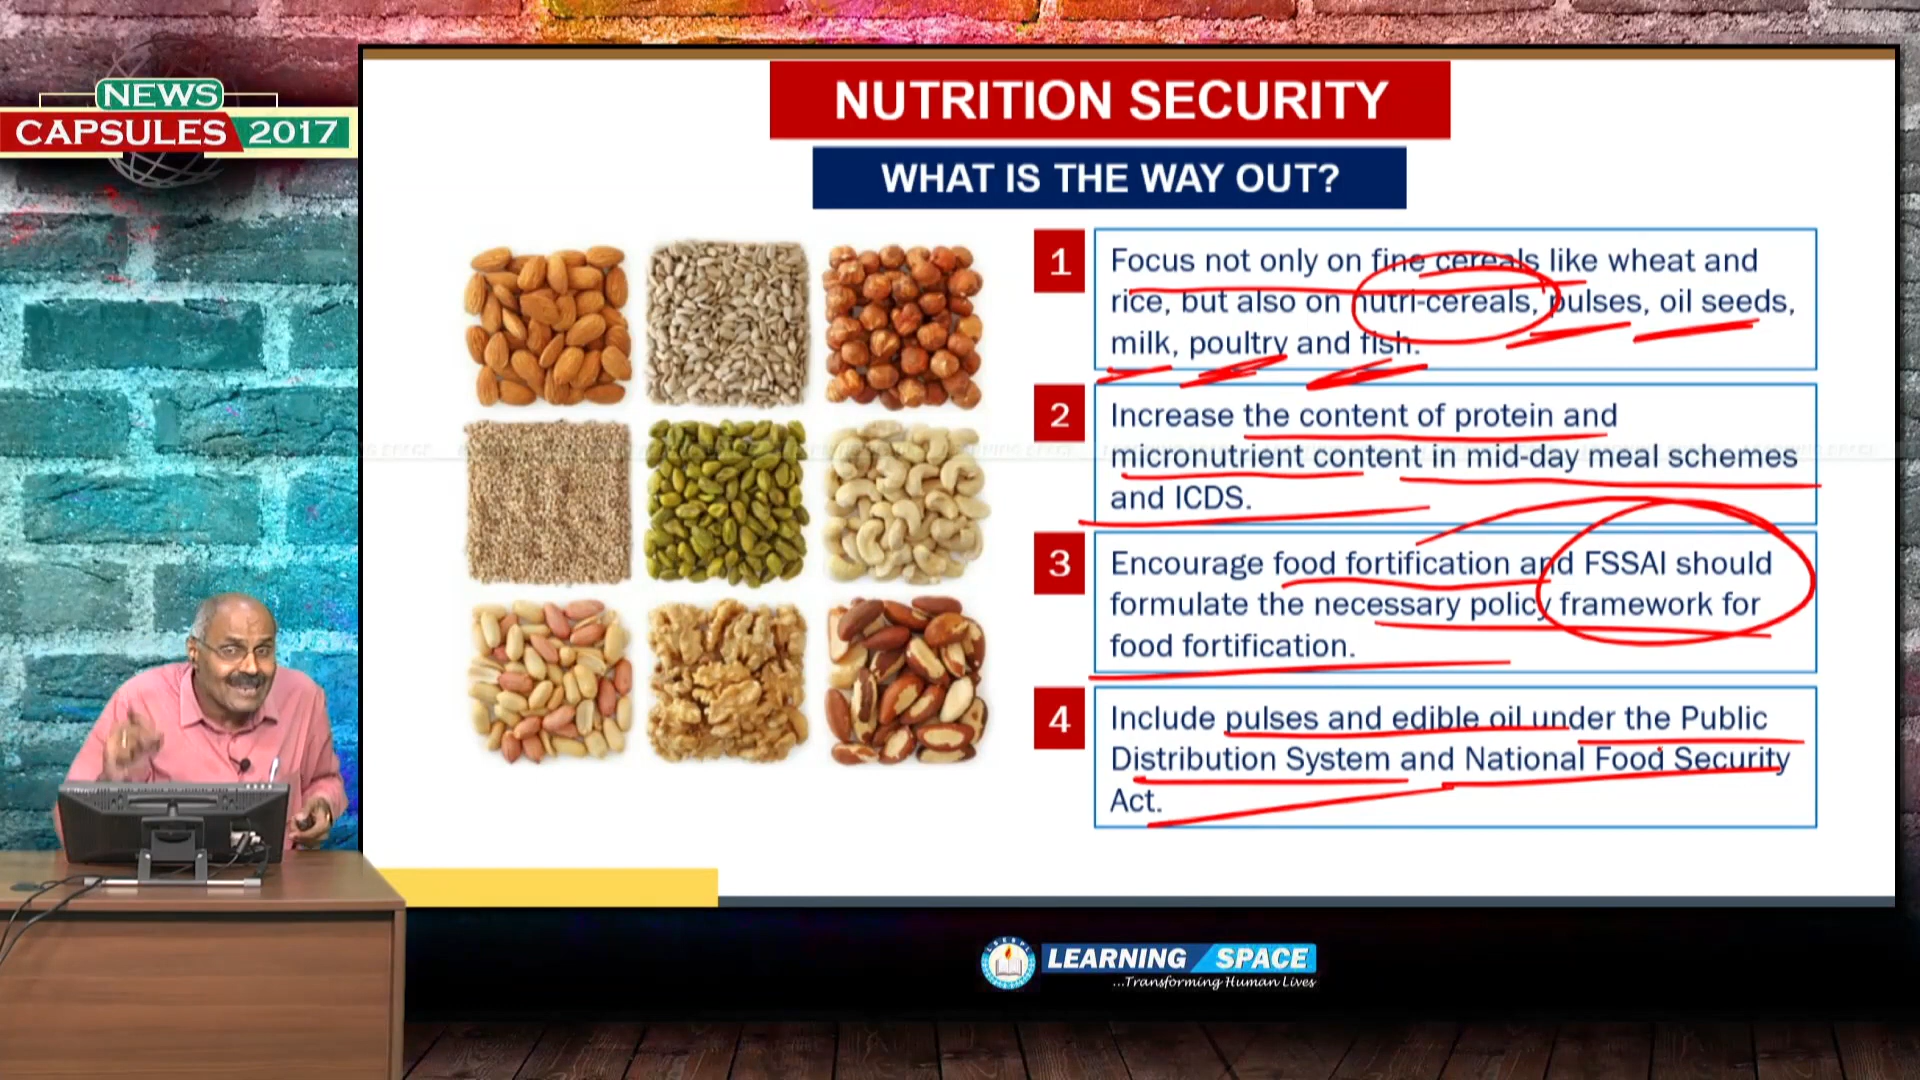 NEWS
CAPSULES 2017
NUTRITION SECURITY
WHAT IS THE WAY OUT?
1
Focus not only on fine cereals like wheat and
rice, but also on nutri-cereals, pulses, oil seeds,
milk, poultry and fish.
2
Increase the content of protein and
micronutrient content in mid-day meal schemes
and ICDS.
3
Encourage food fortification and FSSAI should
formulate the necessary policy framework for
food fortification.
4
Include pulses and edible oil under the Public
Distribution System and National Food Security
Act.
LEARNING SPACE
...Transforming Human Lives